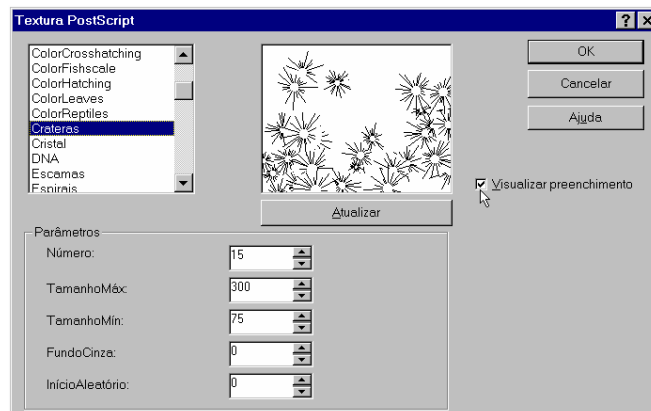 Textura PostScript
ColorCrosshatching
ColorFishscale
ColorHatching
ColorLeaves
ColorReptiles
Crateras
Cristal
DNA
Escamas
Espirais
OK
Cancelar
Ajuda
Visualizar preenchimento
Atualizar
Parâmetros
Número: 15
TamanhoMáx: 300
TamanhoMín: 75
FundoCinza: 0
InícioAleatório: 0